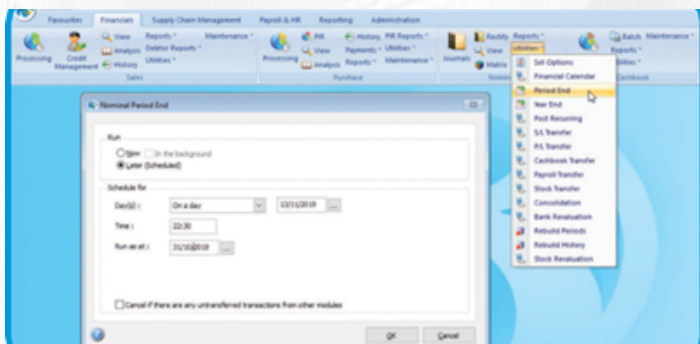 Favourites Financials Supply Chain Management Payroll & HR Reporting Administration
View Reports Maintenance
Analysis Debtor Reports
History Utilities
Processing Credit Management
Sales
PIR History PIR Reports
View Payments Utilities
Analysis Reports Maintenance
Processing
Purchase
Journals
Rectify Reports
View Utilities
Matrix
Batch Maintenance
Reports
Cashbook
Set Options
Financial Calendar
Period End
Year End
Post Recurring
S/L Transfer
P/L Transfer
Cashbook Transfer
Payroll Transfer
Stock Transfer
Consolidation
Bank Revaluation
Rebuild Periods
Rebuild History
Stock Revaluation
Nominal Period End
Run
Now In the background
Later (Scheduled)
Schedule for
Day(s) : On a day 13/11/2019 ...
Time : 22:30
Run as at : 31/10/2019 ...
Cancel if there are any untransferred transactions from other modules
OK Cancel